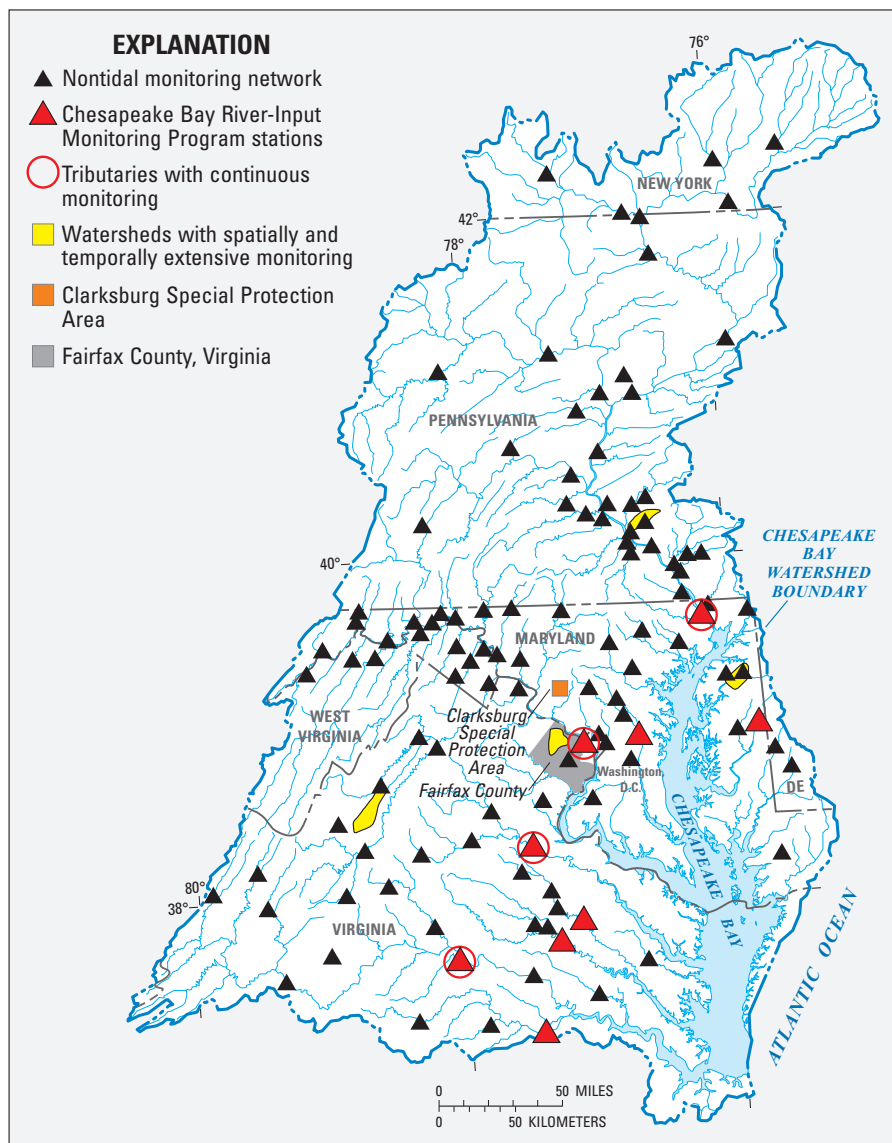 EXPLANATION
Nontidal monitoring network
Chesapeake Bay River-Input
Monitoring Program stations
Tributaries with continuous
monitoring
Watersheds with spatially and
temporally extensive monitoring
Clarksburg Special Protection
Area
Fairfax County, Virginia
76°
NEW YORK
42°
78°
PENNSYLVANIA
40°
CHESAPEAKE
BAY
WATERSHED
BOUNDARY
MARYLAND
WEST
VIRGINIA
Clarksburg
Special
Protection
Area
Fairfax County
Washington,
D.C.
DE
CHESAPEAKE
BAY
80°
38°
VIRGINIA
ATLANTIC OCEAN
0 50 MILES
0 50 KILOMETERS